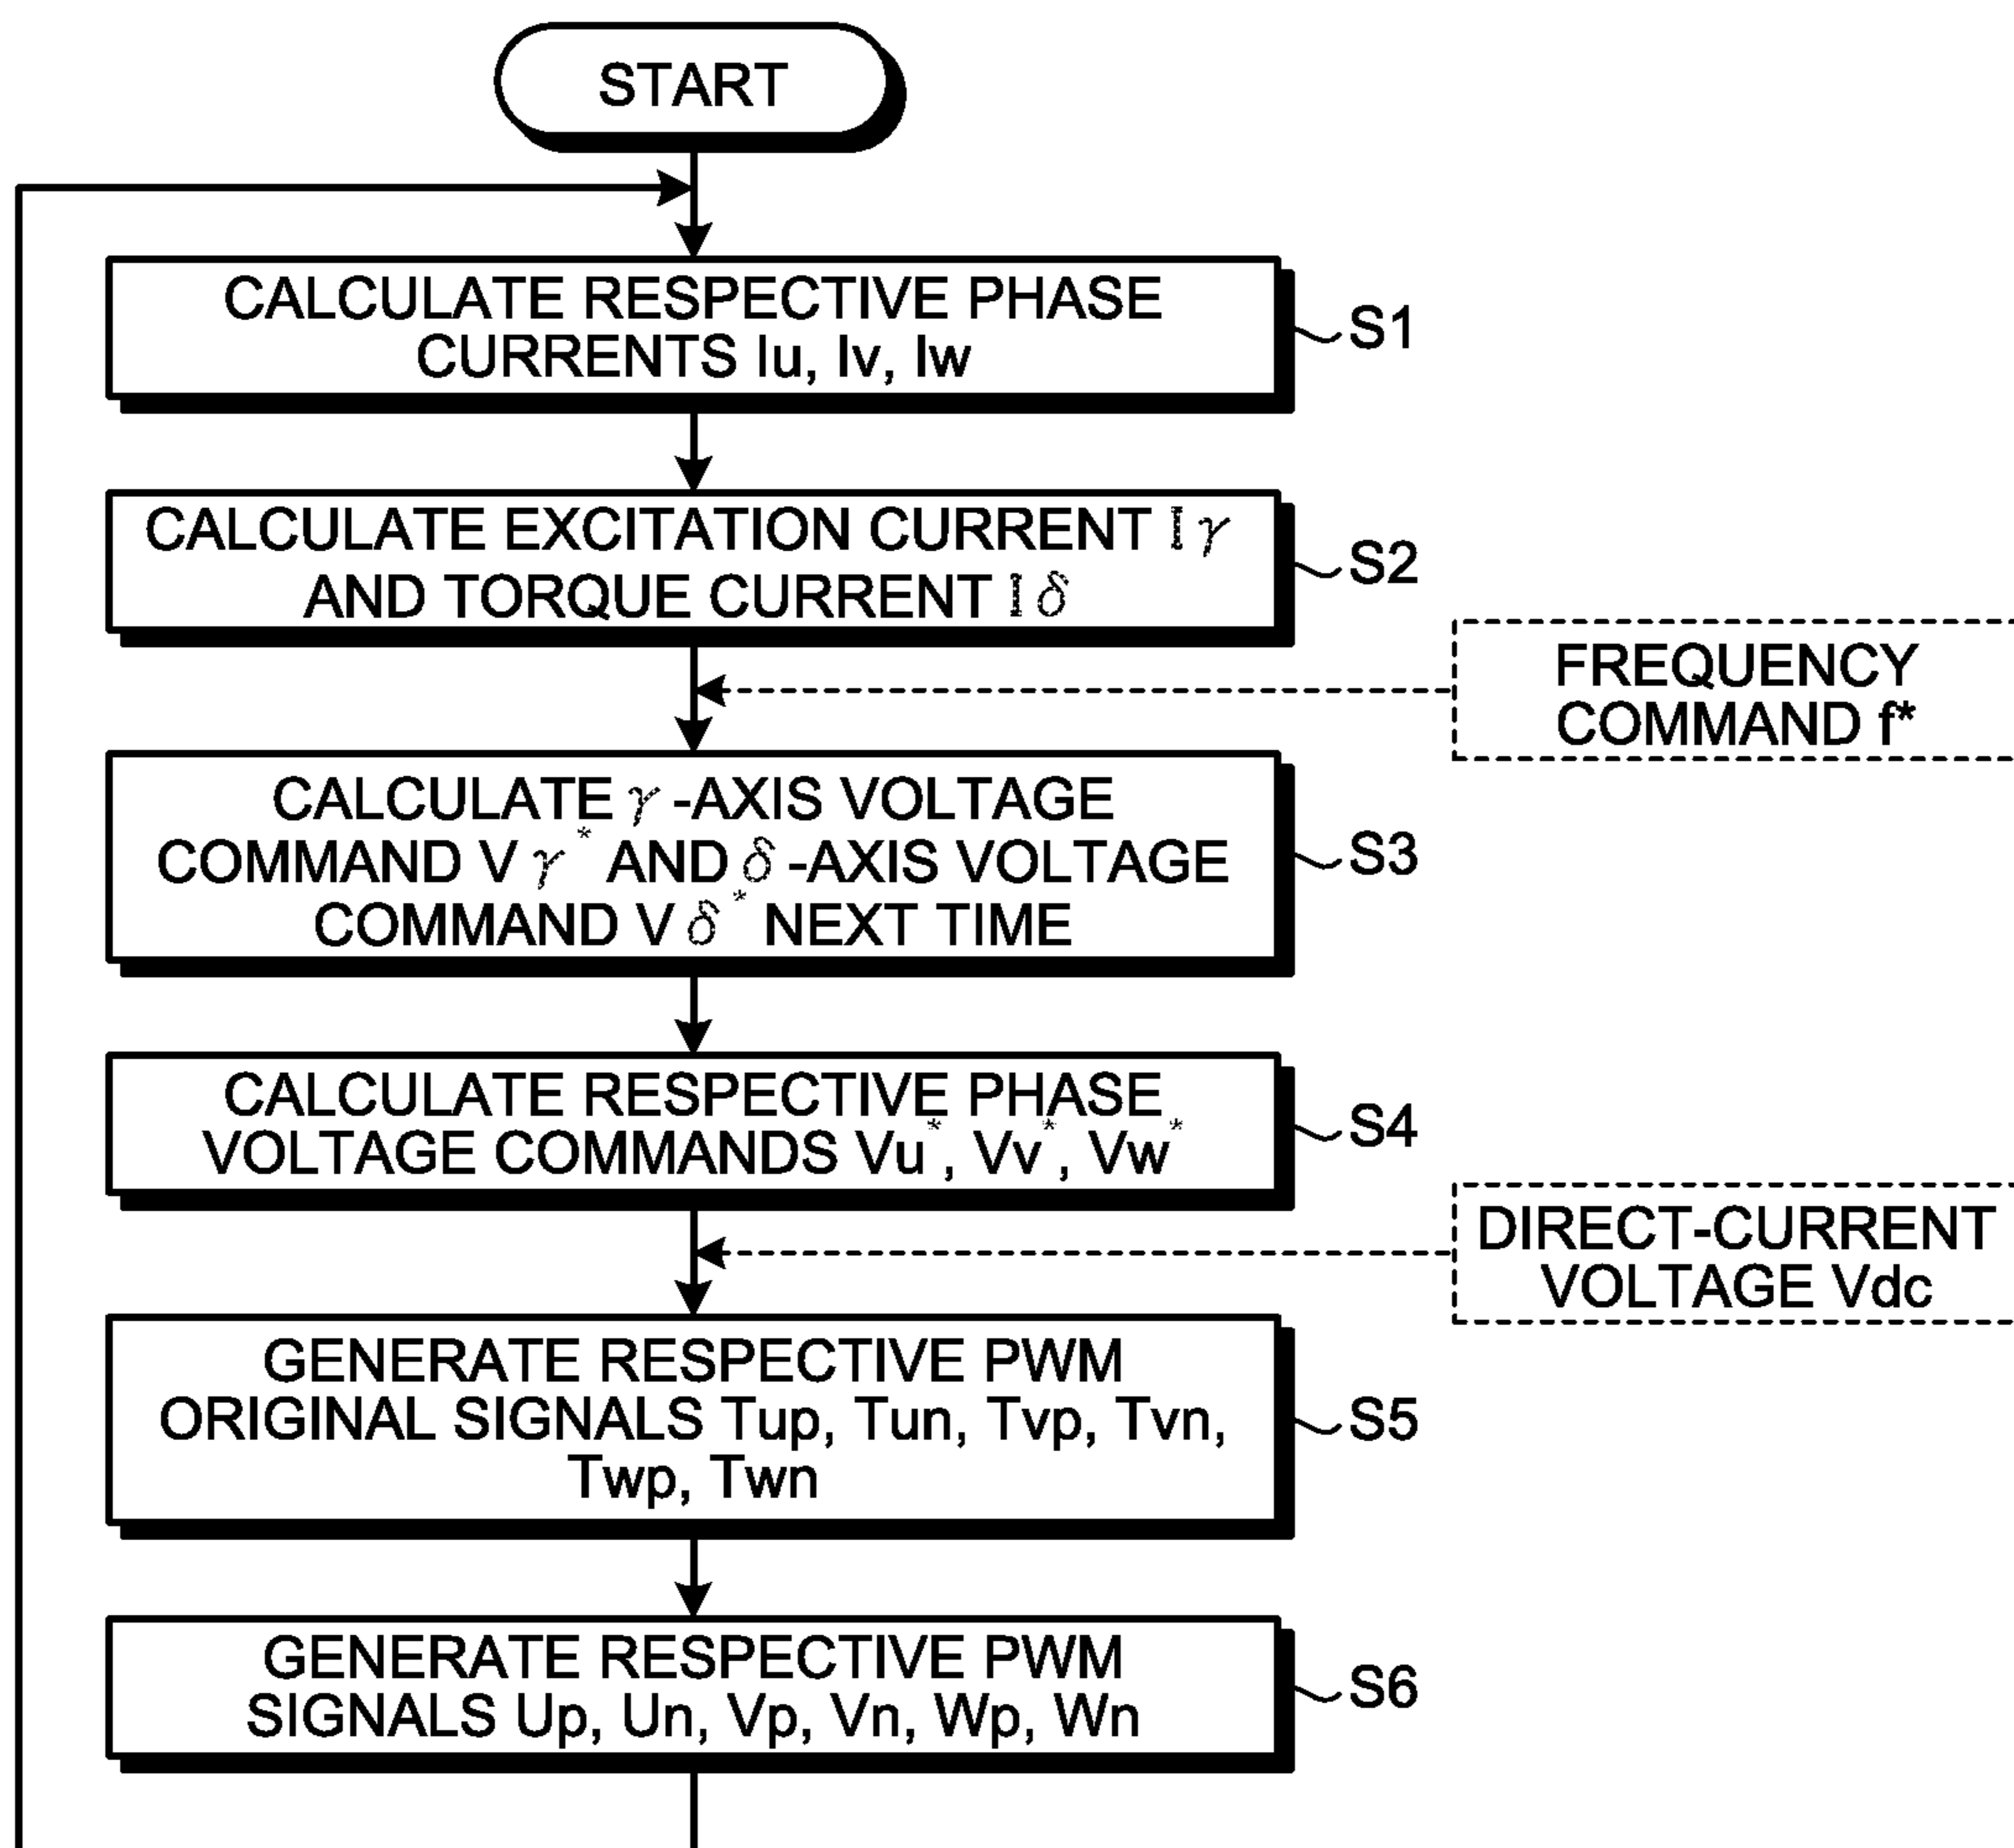 START
CALCULATE RESPECTIVE PHASE
CURRENTS Iu, Iv, Iw
S1
CALCULATE EXCITATION CURRENT Iγ
AND TORQUE CURRENT Iδ
S2
FREQUENCY
COMMAND f*
CALCULATE γ-AXIS VOLTAGE
COMMAND Vγ* AND δ-AXIS VOLTAGE
COMMAND Vδ* NEXT TIME
S3
CALCULATE RESPECTIVE PHASE
VOLTAGE COMMANDS Vu*, Vv*, Vw*
S4
DIRECT-CURRENT
VOLTAGE Vdc
GENERATE RESPECTIVE PWM
ORIGINAL SIGNALS Tup, Tun, Tvp, Tvn,
Twp, Twn
S5
GENERATE RESPECTIVE PWM
SIGNALS Up, Un, Vp, Vn, Wp, Wn
S6